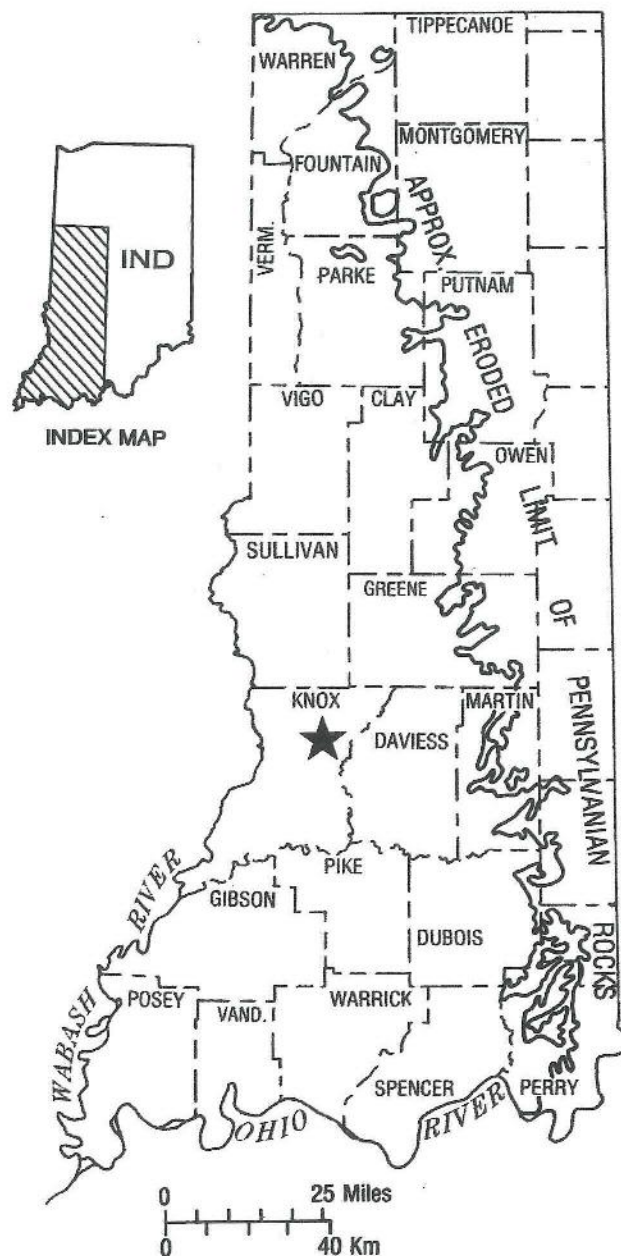 TIPPECANOE
WARREN
MONTGOMERY
FOUNTAIN
APPROX.
IND
VERM.
PARKE
PUTNAM
ERODED
VIGO
CLAY
INDEX MAP
OWEN
LIMIT
SULLIVAN
GREENE
OF
KNOX
MARTIN
PENNSYLVANIAN
DAVIESS
PIKE
RIVER
GIBSON
DUBOIS
ROCKS
POSEY
VAND.
WARRICK
WABASH
SPENCER
PERRY
OHIO
RIVER
0 25 Miles
0 40 Km